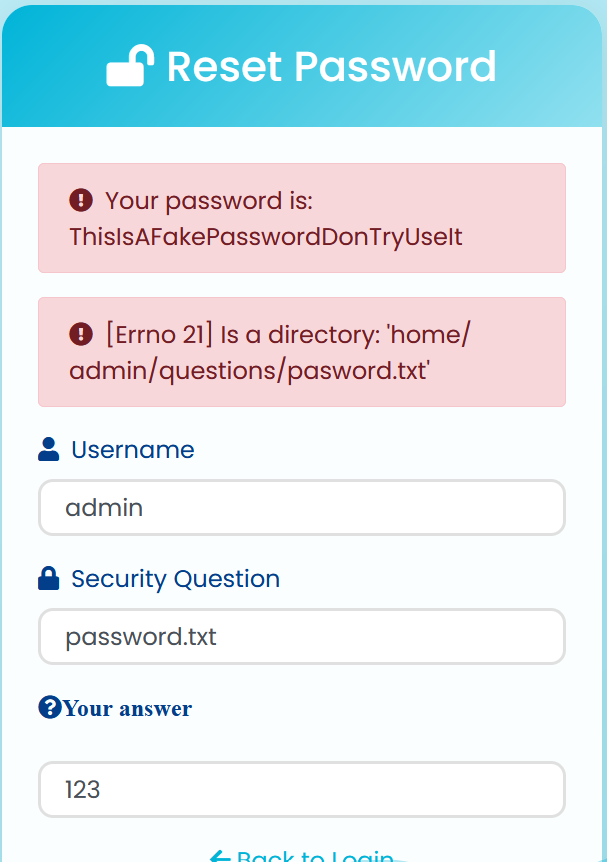 Reset Password
Your password is:
ThisIsAFakePasswordDonTryUseIt
[Errno 21] Is a directory: 'home/
admin/questions/pasword.txt'
Username
admin
Security Question
password.txt
Your answer
123
Back to Login